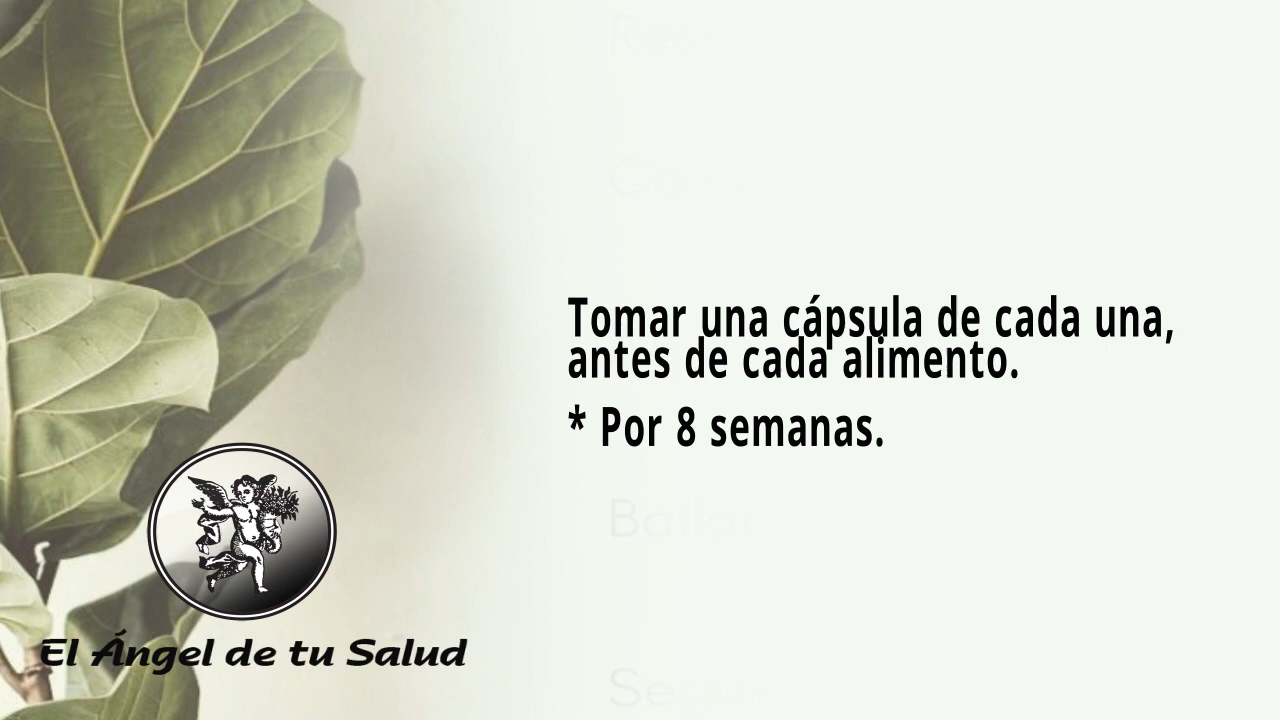 Tomar una cápsula de cada una,
antes de cada alimento.
* Por 8 semanas.
El Ángel de tu Salud